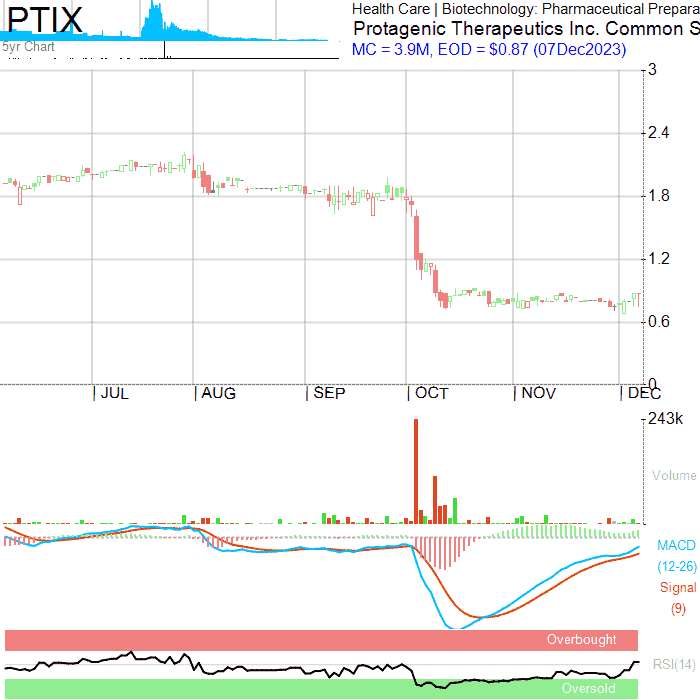 PTIX
5yr Chart
Health Care | Biotechnology: Pharmaceutical Prepara
Protagenic Therapeutics Inc. Common S
MC = 3.9M, EOD = $0.87 (07Dec2023)
3
2.4
1.8
1.2
0.6
0
JUL AUG SEP OCT NOV DEC
243k
Volume
MACD
(12-26)
Signal
(9)
Overbought
RSI(14)
Oversold